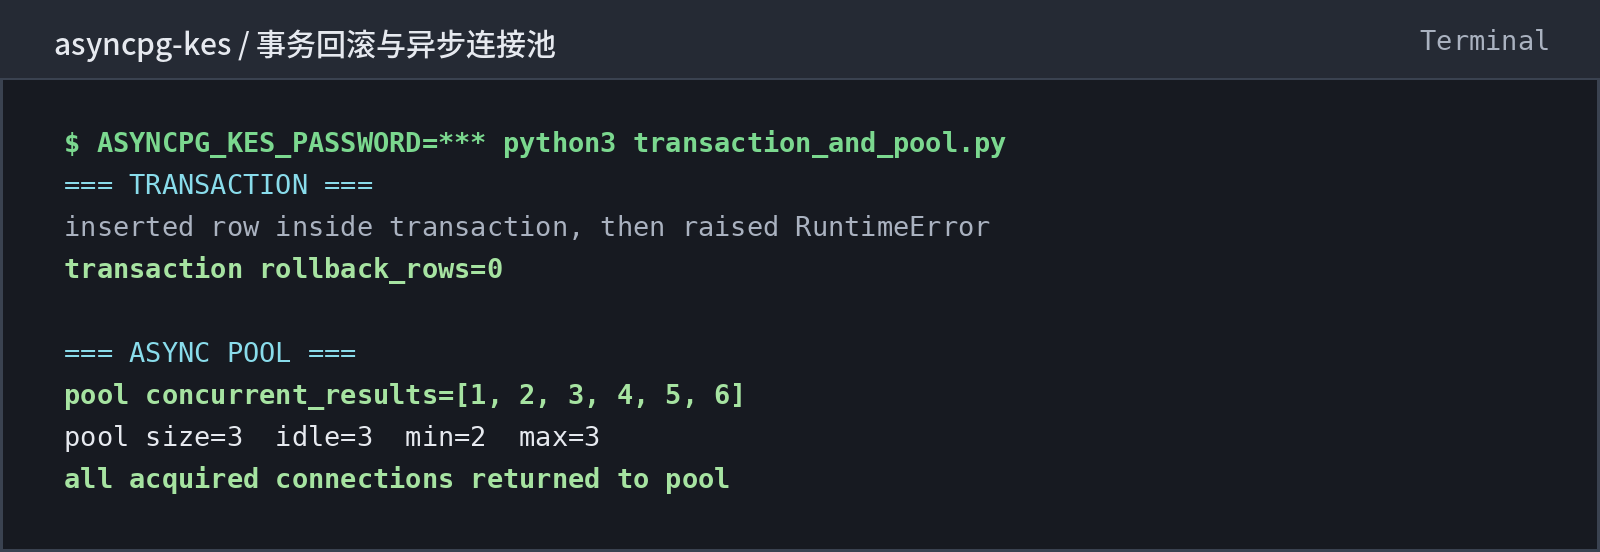 asyncpg-kes / 事务回滚与异步连接池
Terminal
$ ASYNCPG_KES_PASSWORD=*** python3 transaction_and_pool.py
=== TRANSACTION ===
inserted row inside transaction, then raised RuntimeError
transaction rollback_rows=0
=== ASYNC POOL ===
pool concurrent_results=[1, 2, 3, 4, 5, 6]
pool size=3  idle=3  min=2  max=3
all acquired connections returned to pool